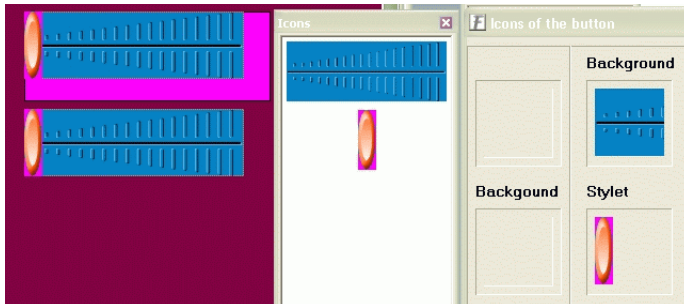 Icons
Icons of the button
Background
Backgound
Stylet